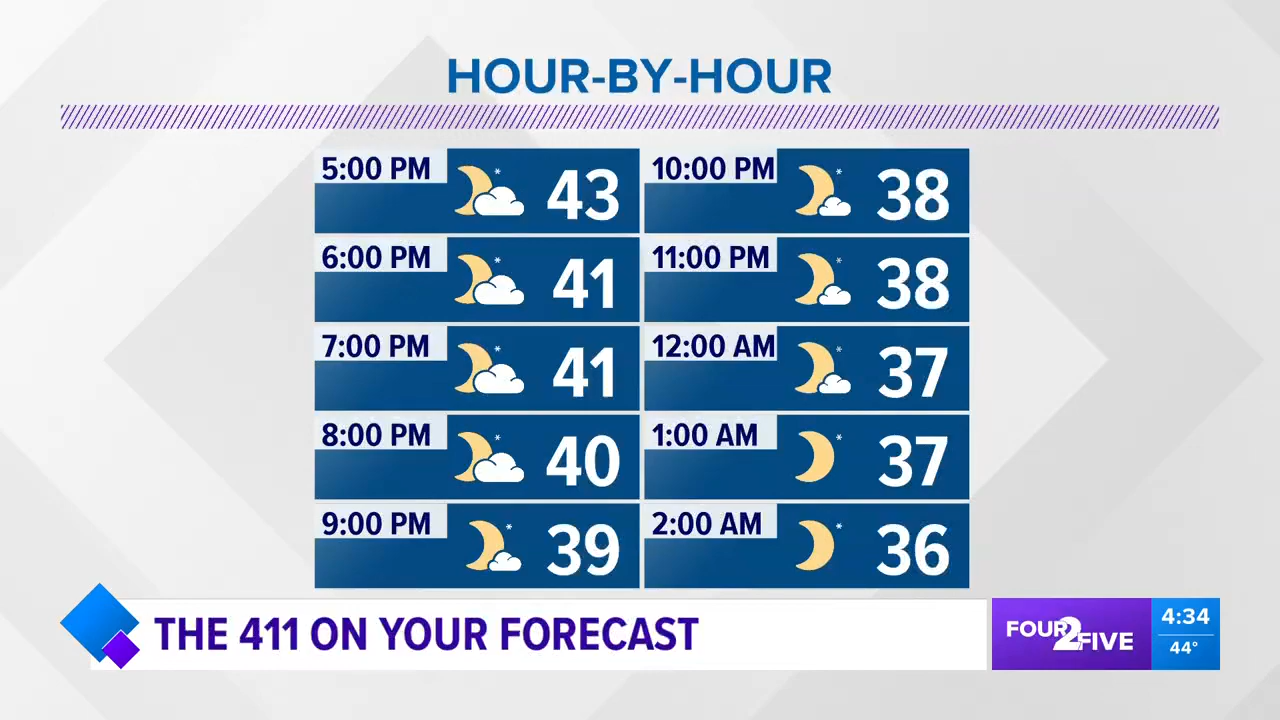 HOUR-BY-HOUR
5:00 PM 43
6:00 PM 41
7:00 PM 41
8:00 PM 40
9:00 PM 39
10:00 PM 38
11:00 PM 38
12:00 AM 37
1:00 AM 37
2:00 AM 36
THE 411 ON YOUR FORECAST
FOUR 2 FIVE
4:34
44°